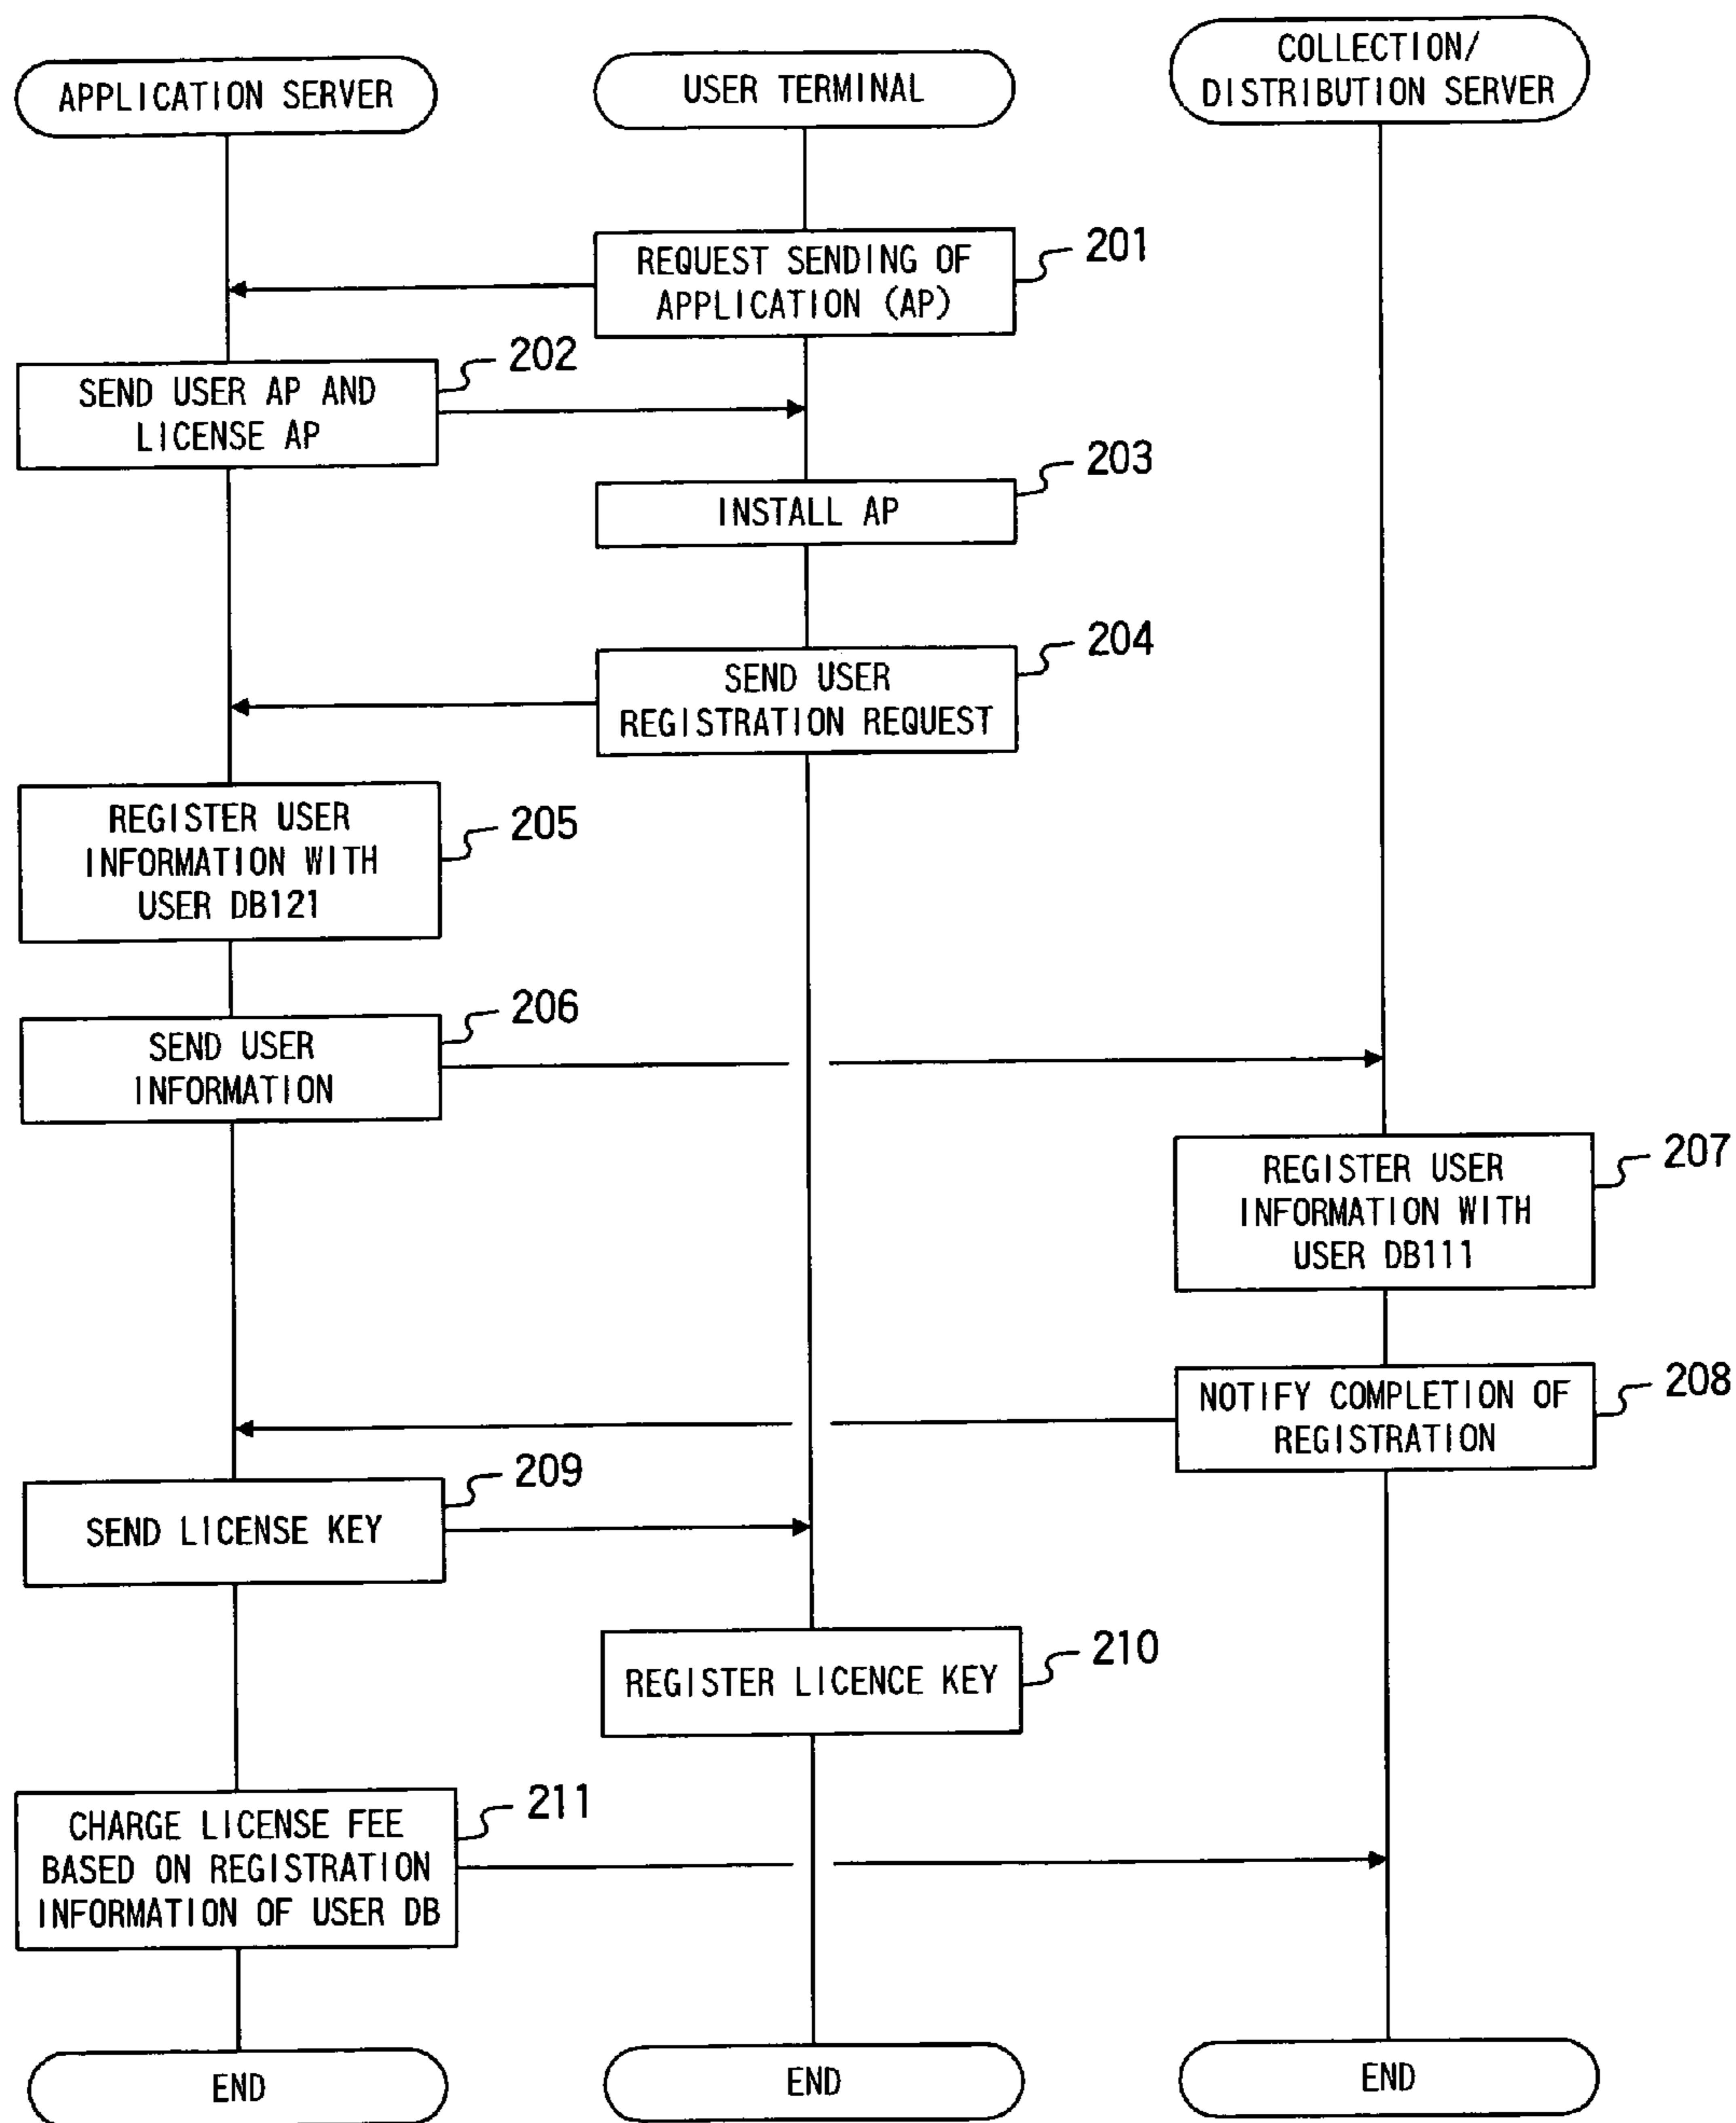 APPLICATION SERVER
USER TERMINAL
COLLECTION/
DISTRIBUTION SERVER
REQUEST SENDING OF
APPLICATION (AP)
201
SEND USER AP AND
LICENSE AP
202
INSTALL AP
203
SEND USER
REGISTRATION REQUEST
204
REGISTER USER
INFORMATION WITH
USER DB121
205
SEND USER
INFORMATION
206
REGISTER USER
INFORMATION WITH
USER DB111
207
NOTIFY COMPLETION OF
REGISTRATION
208
SEND LICENSE KEY
209
REGISTER LICENCE KEY
210
CHARGE LICENSE FEE
BASED ON REGISTRATION
INFORMATION OF USER DB
211
END
END
END